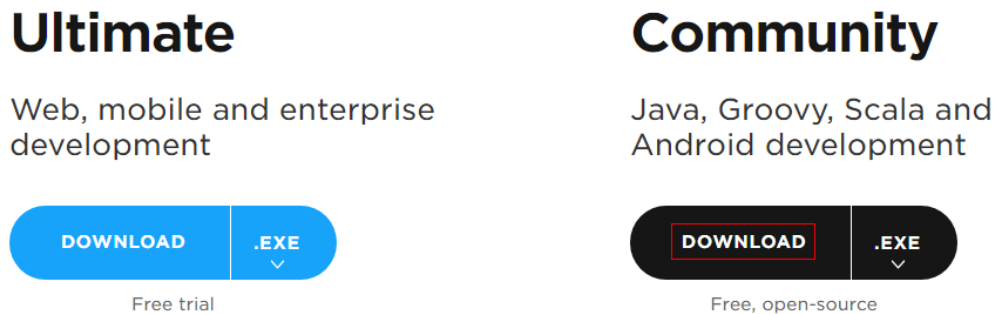 Ultimate
Web, mobile and enterprise
development
DOWNLOAD
.EXE
Free trial
Community
Java, Groovy, Scala and
Android development
DOWNLOAD
.EXE
Free, open-source